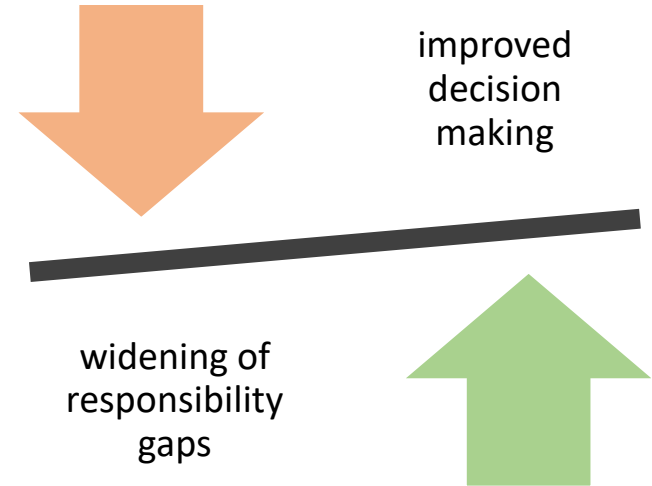 improved
decision
making
widening of
responsibility
gaps